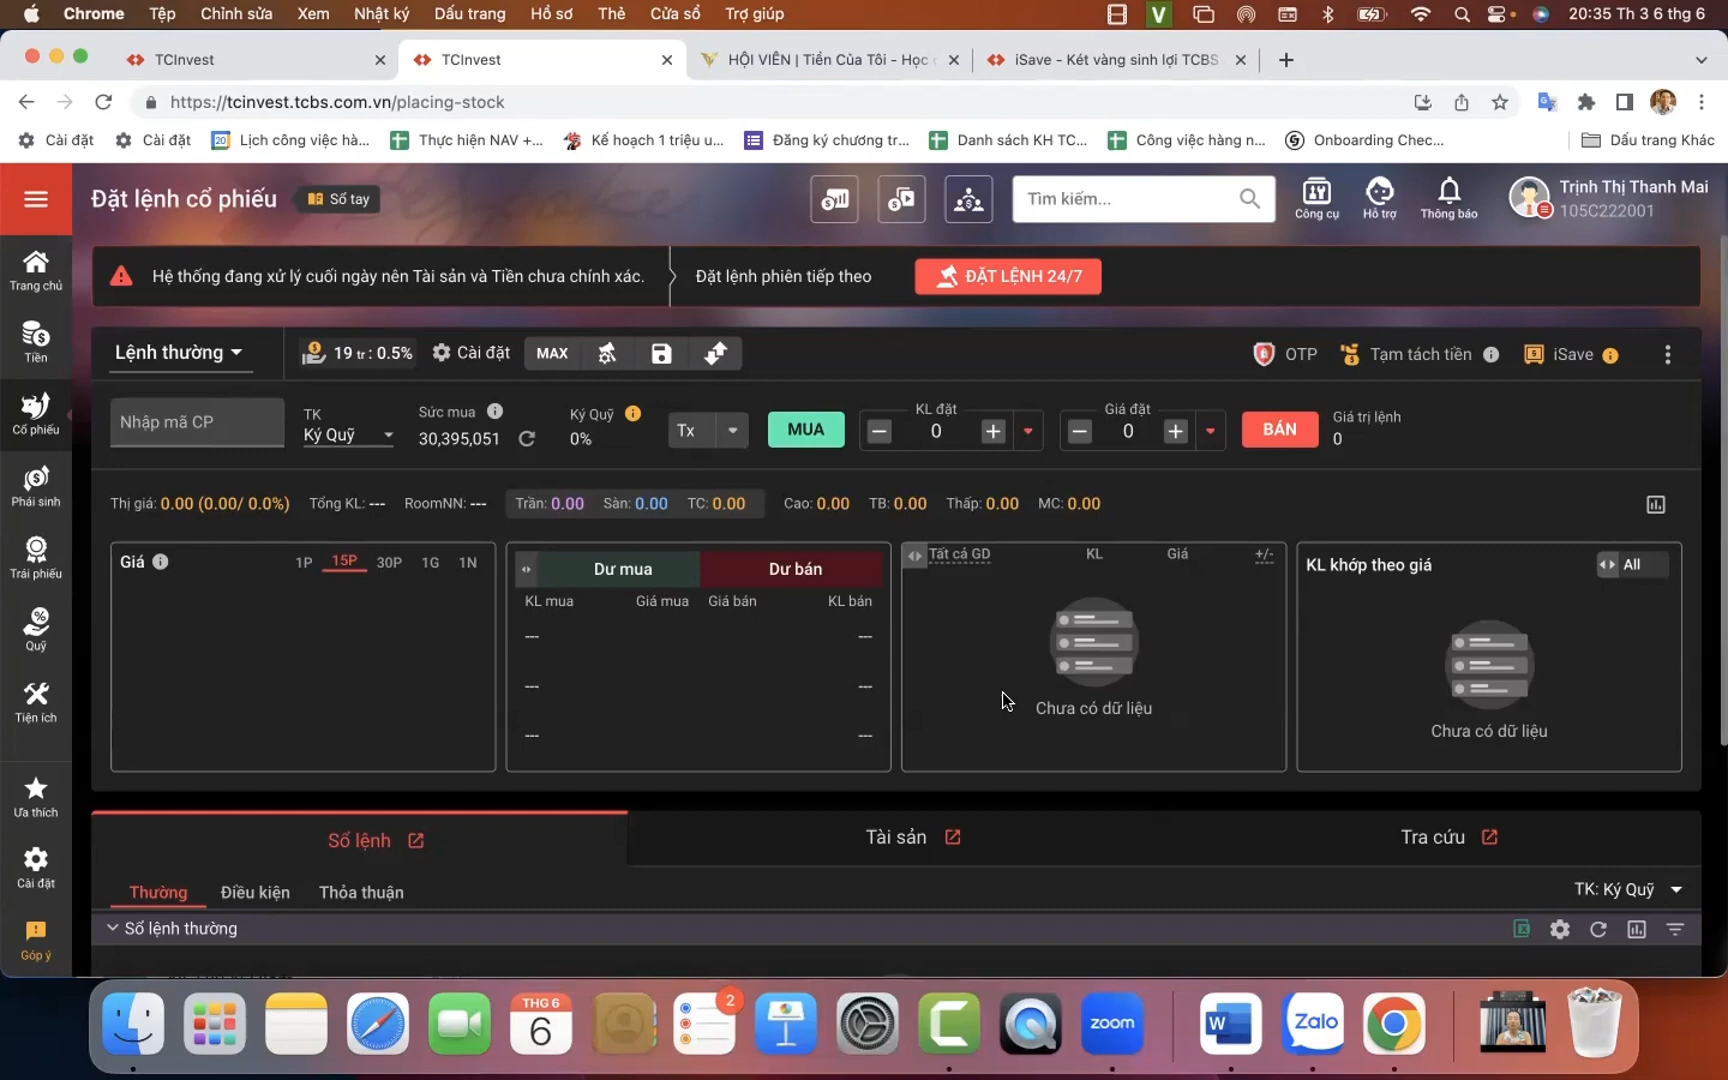 Chrome Tệp Chỉnh sửa Xem Nhật ký Dấu trang Hồ sơ Thẻ Cửa sổ Trợ giúp V 20:35 Th 3 6 thg 6
TCInvest TCInvest HỘI VIÊN | Tiền Của Tôi - Học iSave - Két vàng sinh lợi TCBS
https://tcinvest.tcbs.com.vn/placing-stock
Cài đặt Cài đặt Lịch công việc hà... Thực hiện NAV +... Kế hoạch 1 triệu u... Đăng ký chương tr... Danh sách KH TC... Công việc hàng n... Onboarding Chec... Dấu trang Khác
Đặt lệnh cổ phiếu Sổ tay Tìm kiếm... Công cụ Hỗ trợ Thông báo Trịnh Thị Thanh Mai
105C222001
Trang chủ
Tiền
Cổ phiếu
Phái sinh
Trái phiếu
Quỹ
Tiện ích
Ưa thích
Cài đặt
Góp ý
Hệ thống đang xử lý cuối ngày nên Tài sản và Tiền chưa chính xác. Đặt lệnh phiên tiếp theo ĐẶT LỆNH 24/7
Lệnh thường 19 tr : 0.5% Cài đặt MAX OTP Tạm tách tiền iSave
Nhập mã CP TK Sức mua Ký Quỹ KL đặt Giá đặt Giá trị lệnh
Ký Quỹ 30,395,051 0% Tx MUA 0 0 BÁN 0
Thị giá: 0.00 (0.00/ 0.0%) Tổng KL: --- RoomNN: --- Trần: 0.00 Sàn: 0.00 TC: 0.00 Cao: 0.00 TB: 0.00 Thấp: 0.00 MC: 0.00
Giá 1P 15P 30P 1G 1N
Dư mua Dư bán
KL mua Giá mua Giá bán KL bán
--- ---
--- ---
--- ---
Tất cả GD KL Giá +/-
Chưa có dữ liệu
KL khớp theo giá All
Chưa có dữ liệu
Sổ lệnh Tài sản Tra cứu
Thường Điều kiện Thỏa thuận TK: Ký Quỹ
Sổ lệnh thường
THG 6
6
2
zoom
W
Zalo